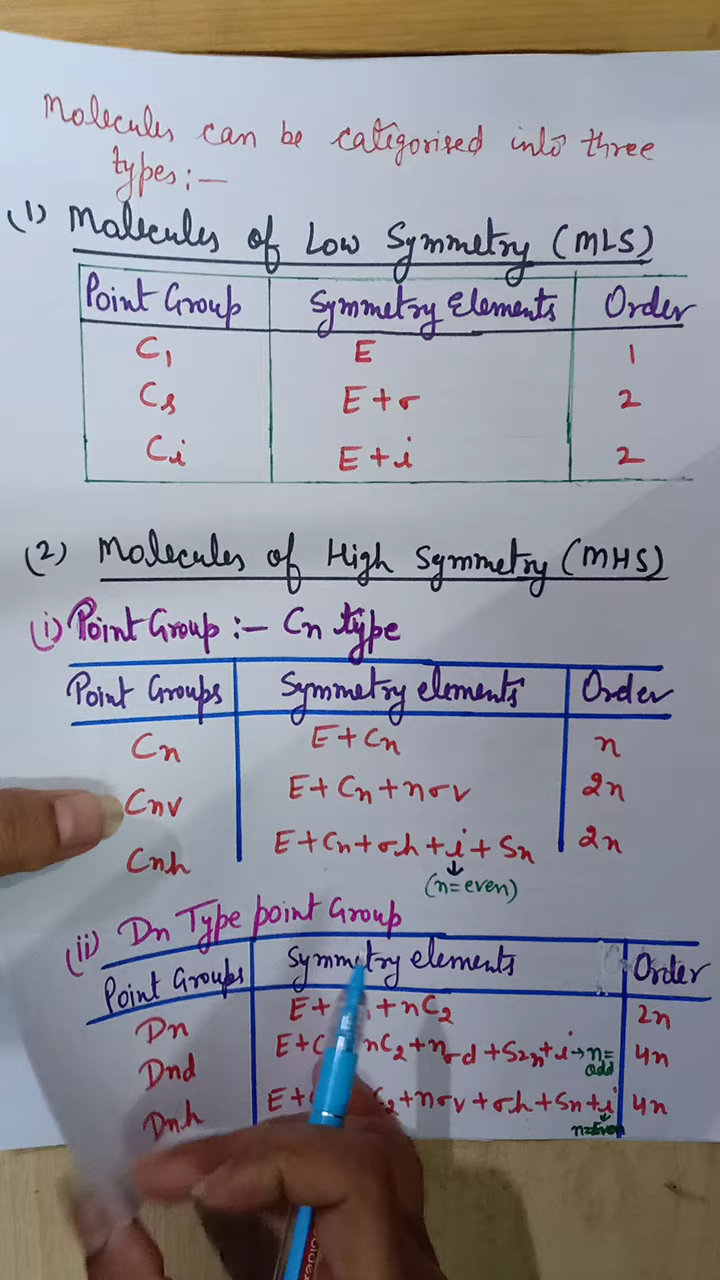 Molecules can be categorised into three
types:-
(1) Molecules of Low Symmetry (MLS)
Point Group Symmetry Elements Order
C1 E 1
Cs E+σ 2
Ci E+i 2
(2) Molecules of High Symmetry (MHS)
(i) Point Group :- Cn type
Point Groups Symmetry elements Order
Cn E+Cn n
Cnv E+Cn+nσv 2n
Cnh E+Cn+σh+i+Sn 2n
↓
(n=even)
(ii) Dn Type point Group
Point Groups Symmetry elements Order
Dn E+ +nC2 2n
Dnd E+C nC2+nσd+S2n+i→n=odd 4n
Dnh E+ 2+nσv+σh+Sn+i 4n
↓
n=Even